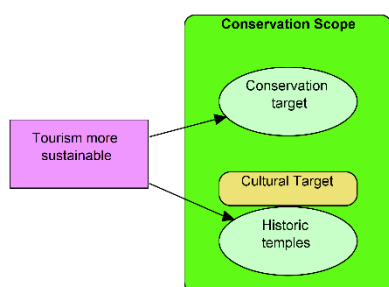 Conservation Scope
Conservation
target
Tourism more
sustainable
Cultural Target
Historic
temples